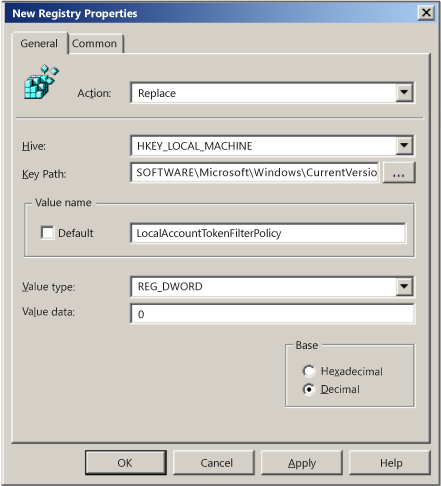 New Registry Properties
General Common
Action: Replace
Hive: HKEY_LOCAL_MACHINE
Key Path: SOFTWARE\Microsoft\Windows\CurrentVersio ...
Value name
Default LocalAccountTokenFilterPolicy
Value type: REG_DWORD
Value data: 0
Base
Hexadecimal
Decimal
OK Cancel Apply Help